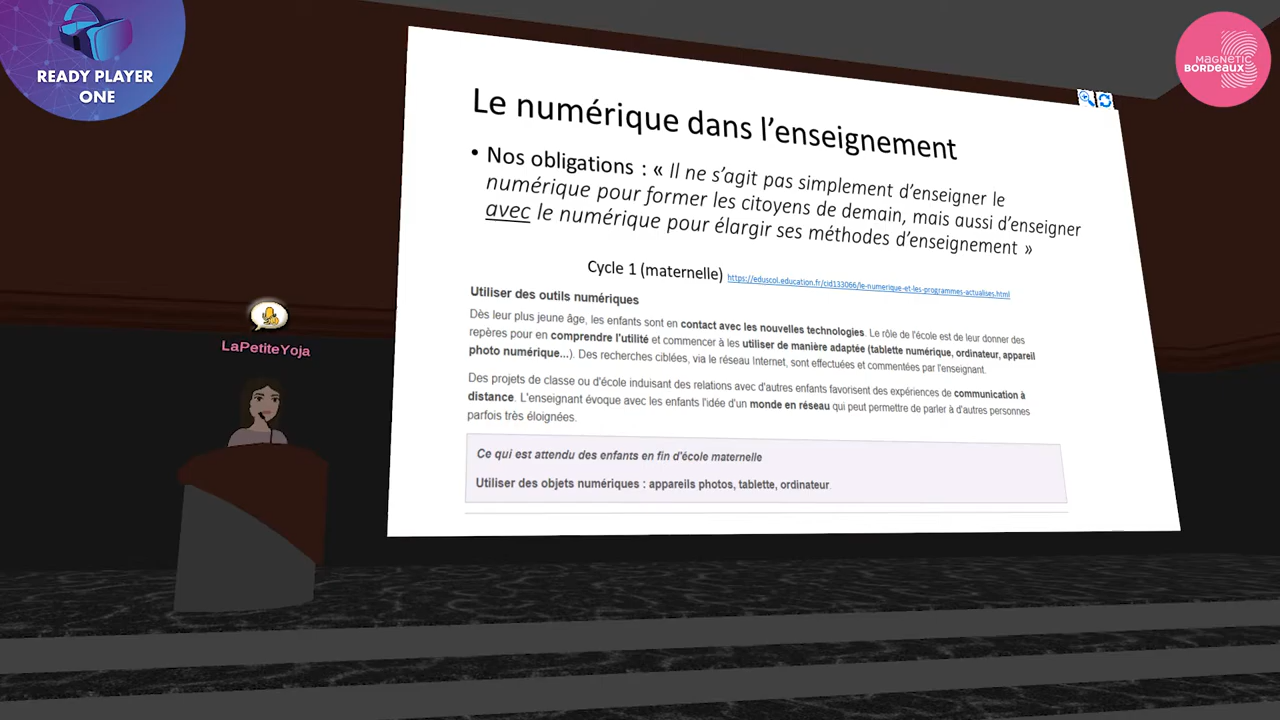 READY PLAYER
ONE
MAGNETIC
BORDEAUX
Le numérique dans l'enseignement
• Nos obligations : « Il ne s'agit pas simplement d'enseigner le
numérique pour former les citoyens de demain, mais aussi d'enseigner
avec le numérique pour élargir ses méthodes d'enseignement »
Cycle 1 (maternelle) https://eduscol.education.fr/cid133066/le-numerique-et-les-programmes-actualises.html
Utiliser des outils numériques
Dès leur plus jeune âge, les enfants sont en contact avec les nouvelles technologies. Le rôle de l'école est de leur donner des
repères pour en comprendre l'utilité et commencer à les utiliser de manière adaptée (tablette numérique, ordinateur, appareil
photo numérique...). Des recherches ciblées, via le réseau Internet, sont effectuées et commentées par l'enseignant.
Des projets de classe ou d'école induisant des relations avec d'autres enfants favorisent des expériences de communication à
distance. L'enseignant évoque avec les enfants l'idée d'un monde en réseau qui peut permettre de parler à d'autres personnes
parfois très éloignées.
Ce qui est attendu des enfants en fin d'école maternelle
Utiliser des objets numériques : appareils photos, tablette, ordinateur.
LaPetiteYoja